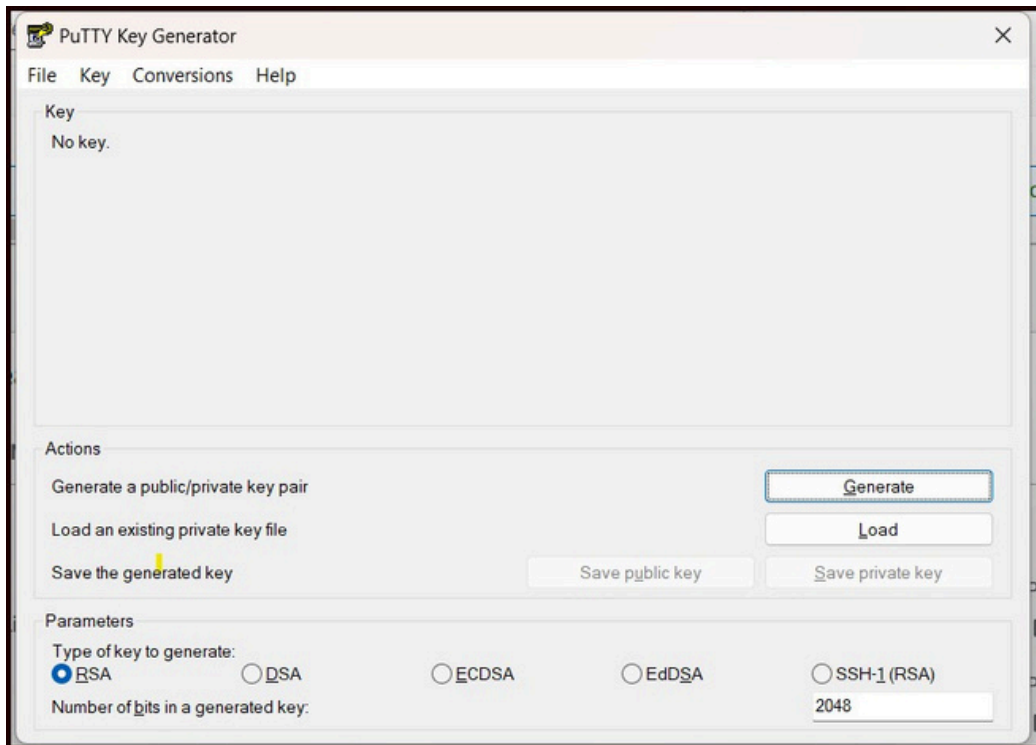 PuTTY Key Generator
File Key Conversions Help
Key
No key.
Actions
Generate a public/private key pair
Generate
Load an existing private key file
Load
Save the generated key
Save public key
Save private key
Parameters
Type of key to generate:
RSA DSA ECDSA EdDSA SSH-1 (RSA)
Number of bits in a generated key:
2048